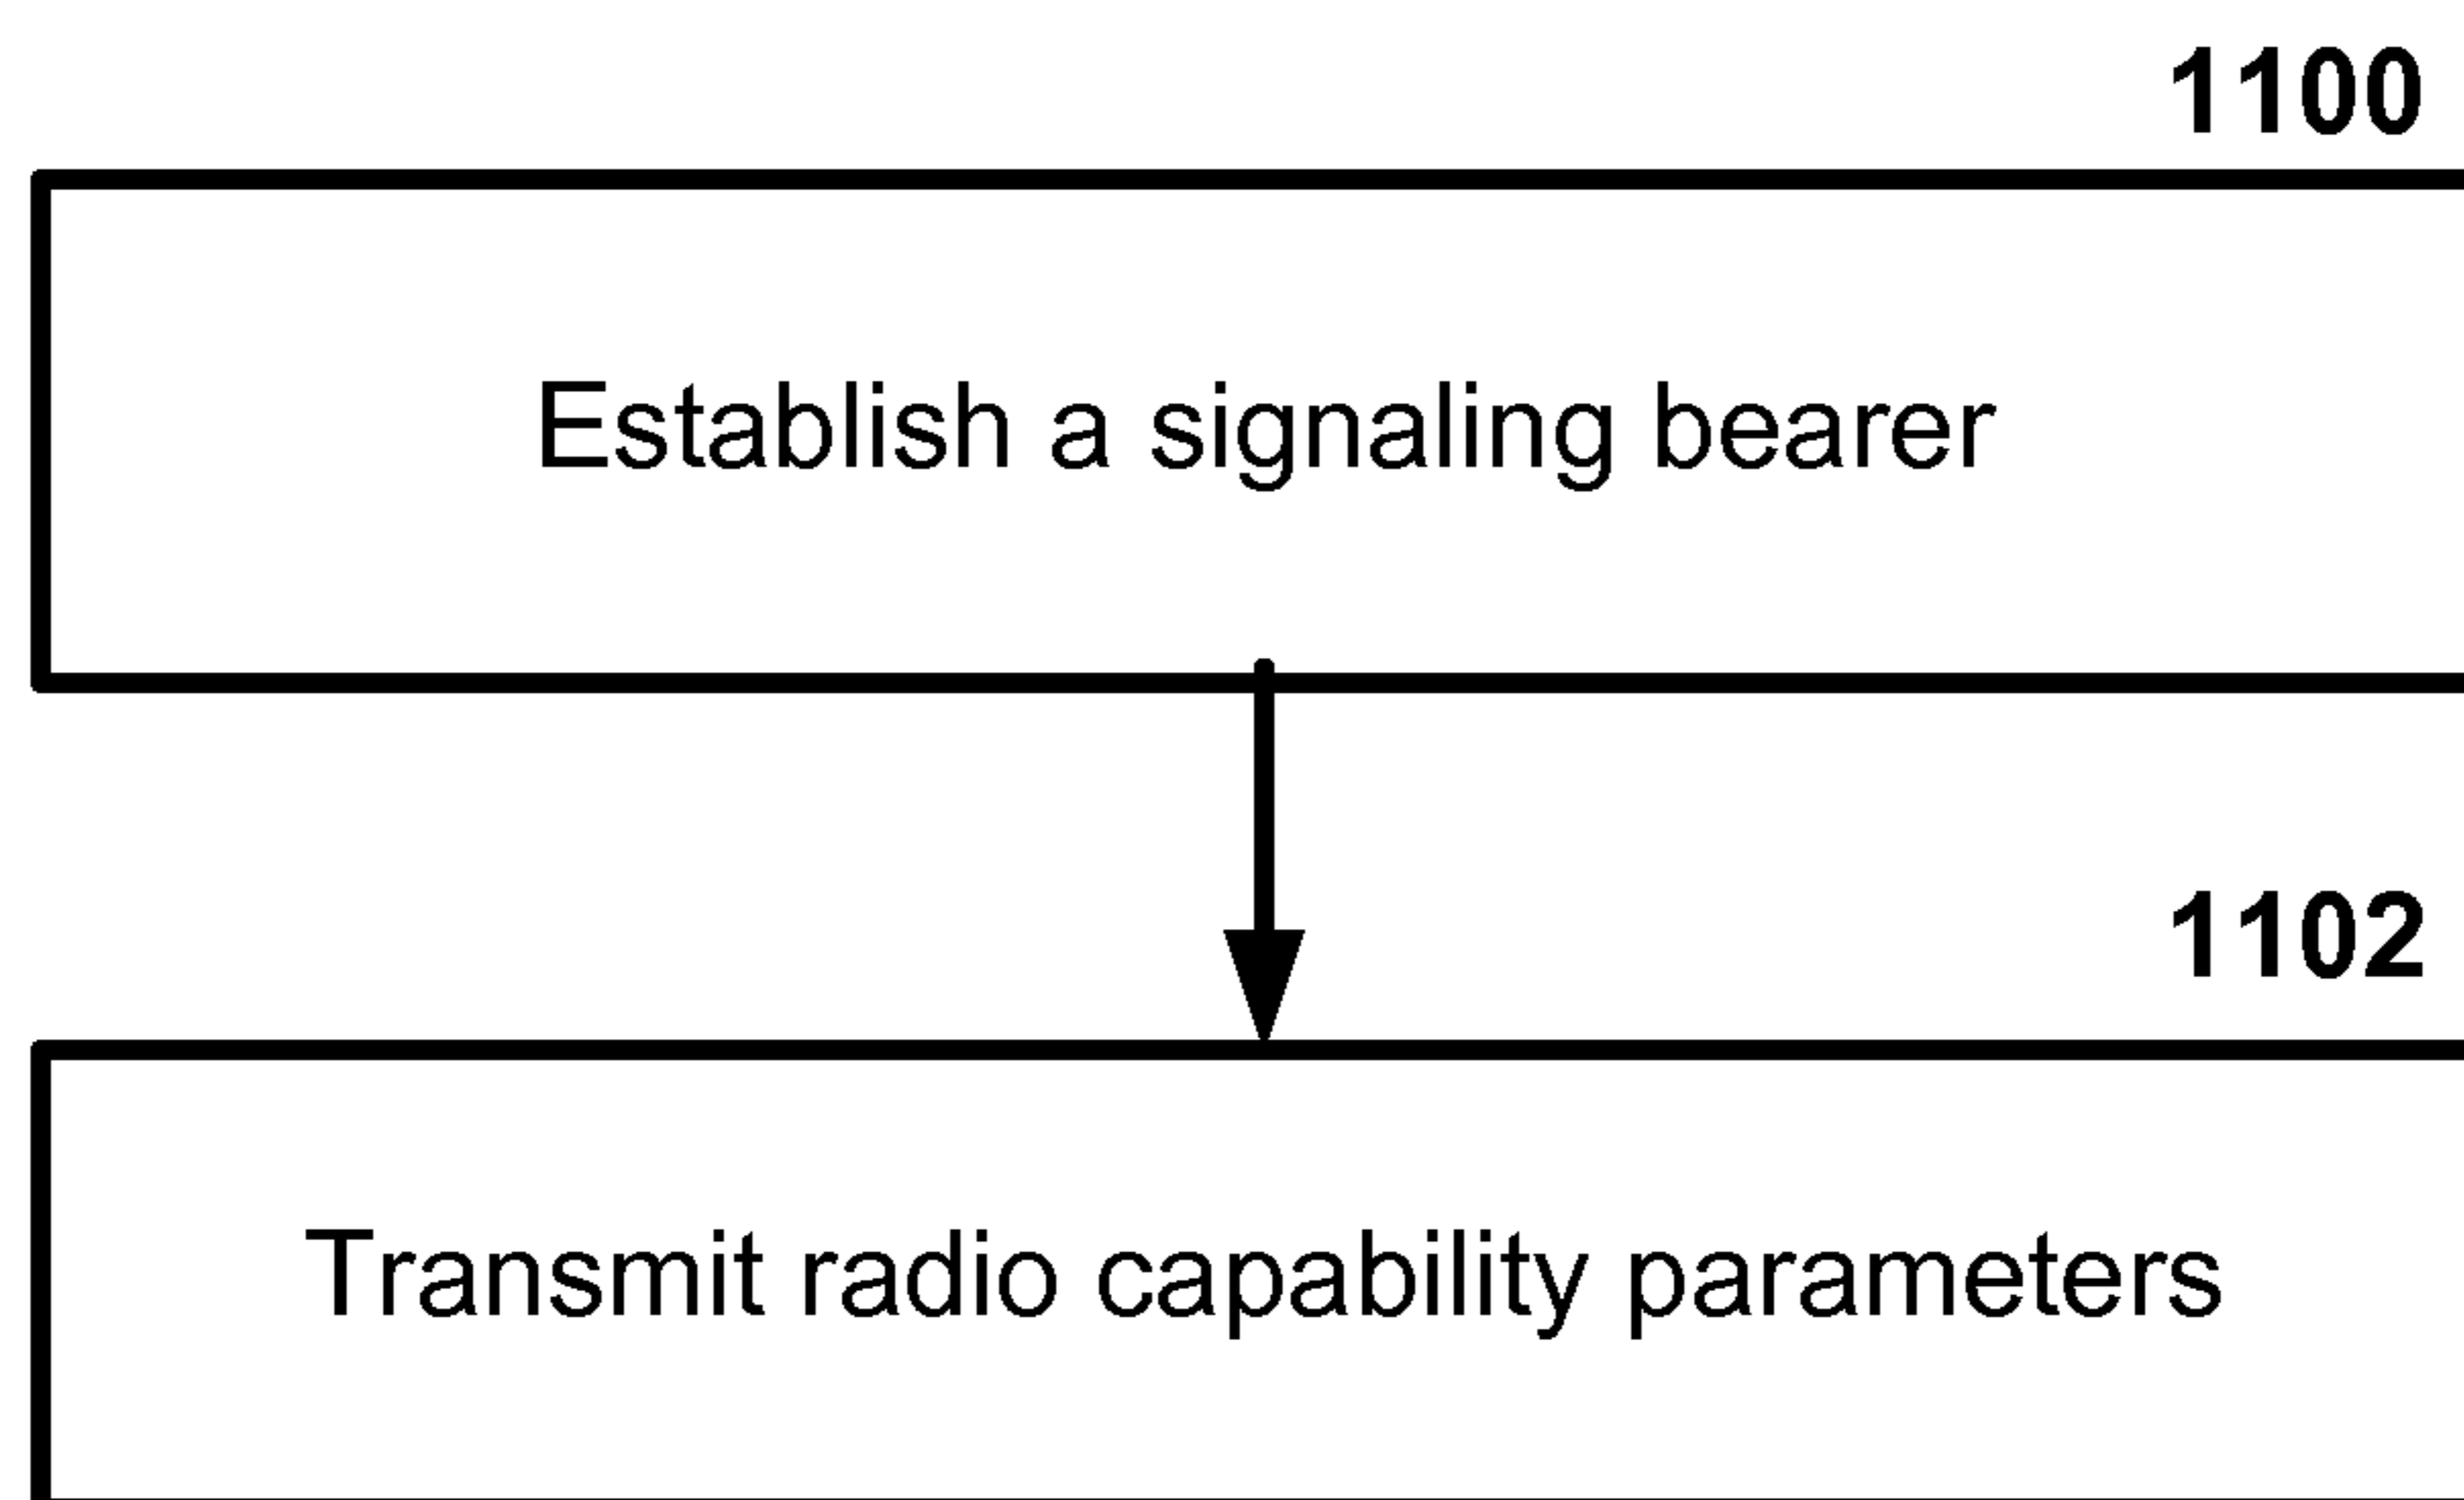 1100
Establish a signaling bearer
1102
Transmit radio capability parameters